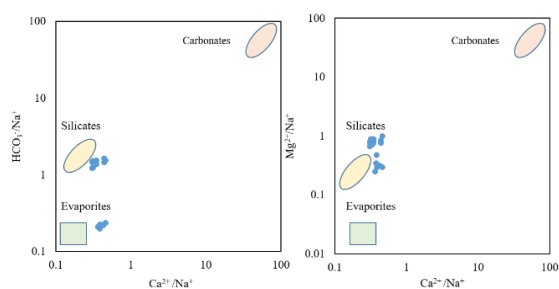 100
10
1
0.1
HCO₃⁻/Na⁺
Carbonates
Silicates
Evaporites
0.1
1
10
100
Ca²⁺/Na⁺
100
10
1
0.1
0.01
Mg²⁺/Na⁺
Carbonates
Silicates
Evaporites
0.1
1
10
100
Ca²⁺/Na⁺